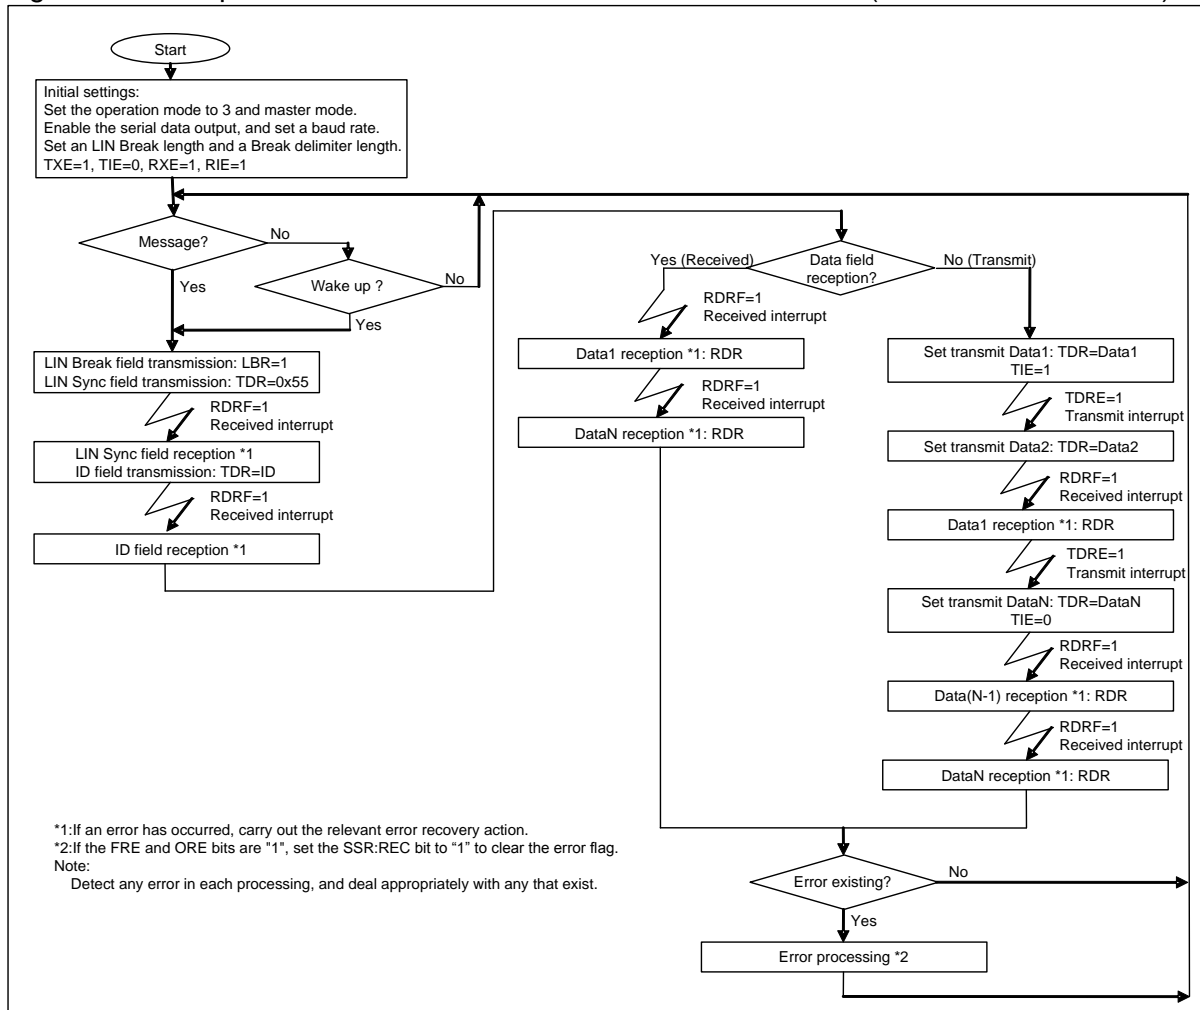 Start
Initial settings:
Set the operation mode to 3 and master mode.
Enable the serial data output, and set a baud rate.
Set an LIN Break length and a Break delimiter length.
TXE=1, TIE=0, RXE=1, RIE=1
Message?
No
Yes
Wake up ?
No
Yes
LIN Break field transmission: LBR=1
LIN Sync field transmission: TDR=0x55
RDRF=1
Received interrupt
LIN Sync field reception *1
ID field transmission: TDR=ID
RDRF=1
Received interrupt
ID field reception *1
Data field
reception?
Yes (Received)
No (Transmit)
RDRF=1
Received interrupt
Data1 reception *1: RDR
RDRF=1
Received interrupt
DataN reception *1: RDR
Set transmit Data1: TDR=Data1
TIE=1
TDRE=1
Transmit interrupt
Set transmit Data2: TDR=Data2
RDRF=1
Received interrupt
Data1 reception *1: RDR
TDRE=1
Transmit interrupt
Set transmit DataN: TDR=DataN
TIE=0
RDRF=1
Received interrupt
Data(N-1) reception *1: RDR
RDRF=1
Received interrupt
DataN reception *1: RDR
Error existing?
No
Yes
Error processing *2
*1:If an error has occurred, carry out the relevant error recovery action.
*2:If the FRE and ORE bits are "1", set the SSR:REC bit to “1” to clear the error flag.
Note:
Detect any error in each processing, and deal appropriately with any that exist.